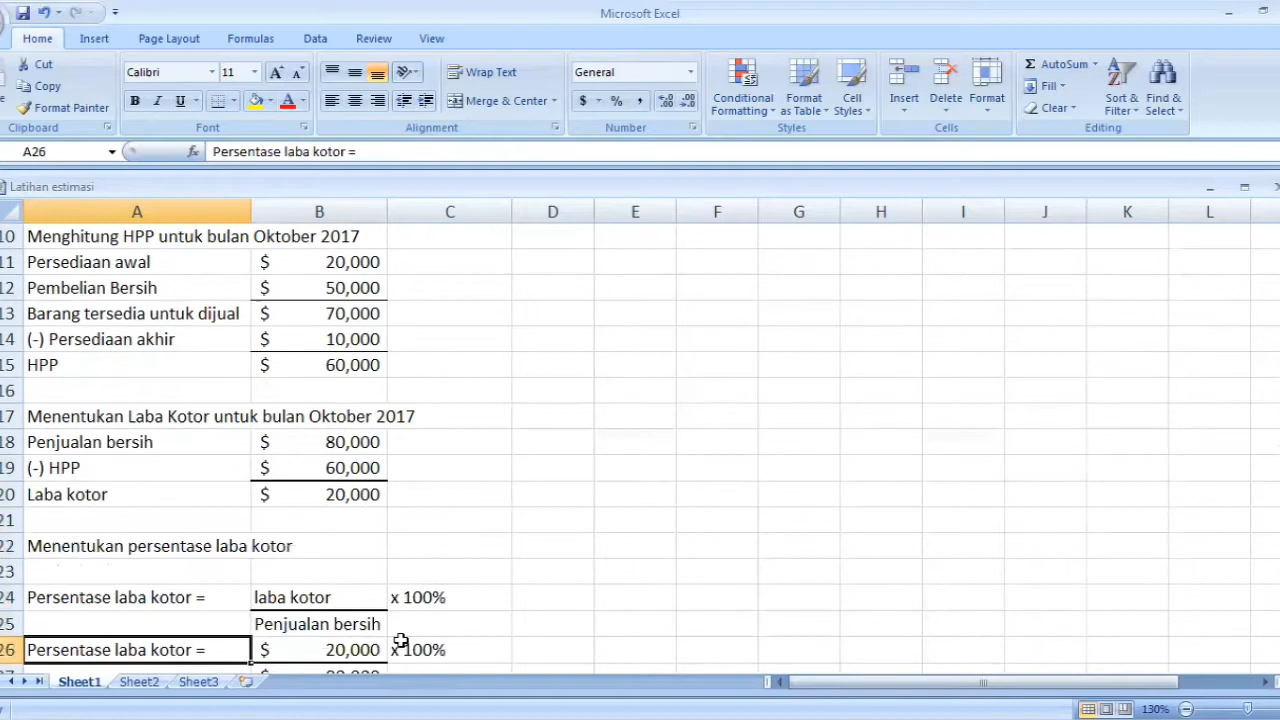 Microsoft Excel
Home Insert Page Layout Formulas Data Review View
Cut
Copy
Format Painter
Clipboard
Calibri 11
B I U
Font
Wrap Text
Merge & Center
Alignment
General
$ % ,
Number
Conditional Formatting
Format as Table
Cell Styles
Styles
Insert Delete Format
Cells
AutoSum
Fill
Clear
Sort & Filter
Find & Select
Editing
A26 fx Persentase laba kotor =
Latihan estimasi
A B C D E F G H I J K L
10 Menghitung HPP untuk bulan Oktober 2017
11 Persediaan awal $ 20,000
12 Pembelian Bersih $ 50,000
13 Barang tersedia untuk dijual $ 70,000
14 (-) Persediaan akhir $ 10,000
15 HPP $ 60,000
16
17 Menentukan Laba Kotor untuk bulan Oktober 2017
18 Penjualan bersih $ 80,000
19 (-) HPP $ 60,000
20 Laba kotor $ 20,000
21
22 Menentukan persentase laba kotor
23
24 Persentase laba kotor = laba kotor x 100%
25 Penjualan bersih
26 Persentase laba kotor = $ 20,000 x 100%
Sheet1 Sheet2 Sheet3
130%